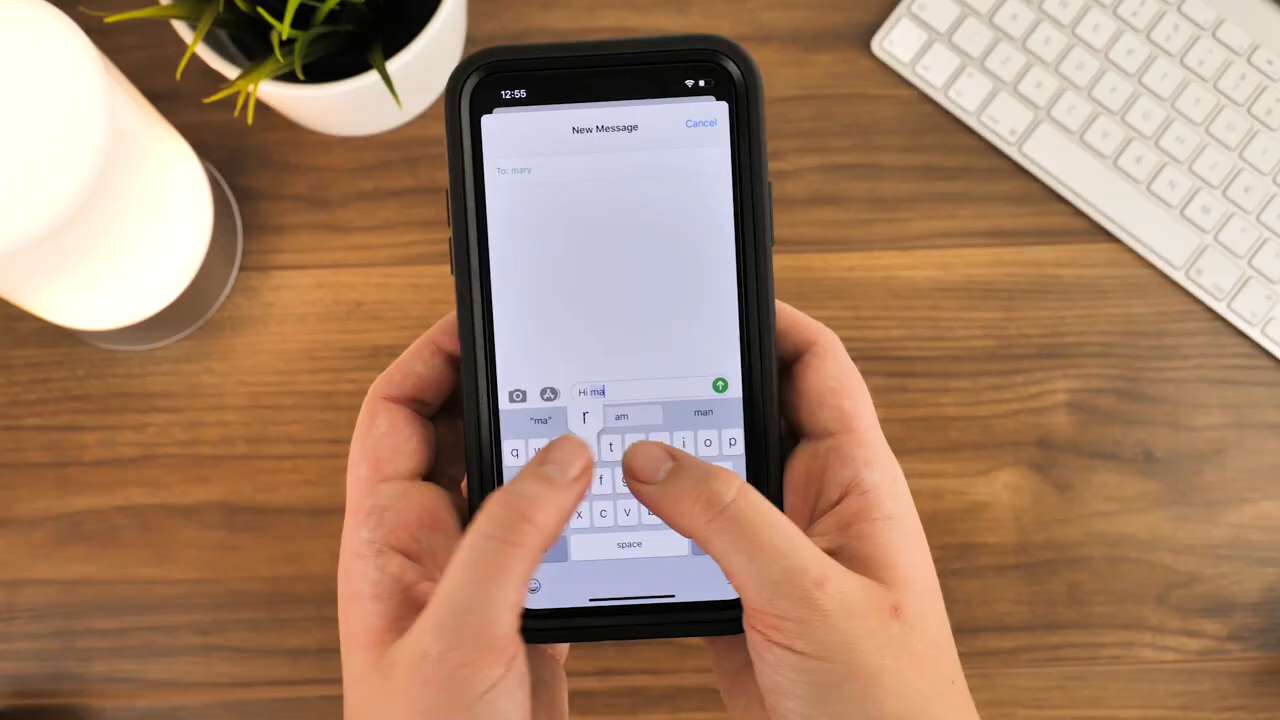 12:55
New Message
Cancel
To: mary
Hi ma
"ma"
r
am
man
q
t
i
o
p
f
x
c
v
space